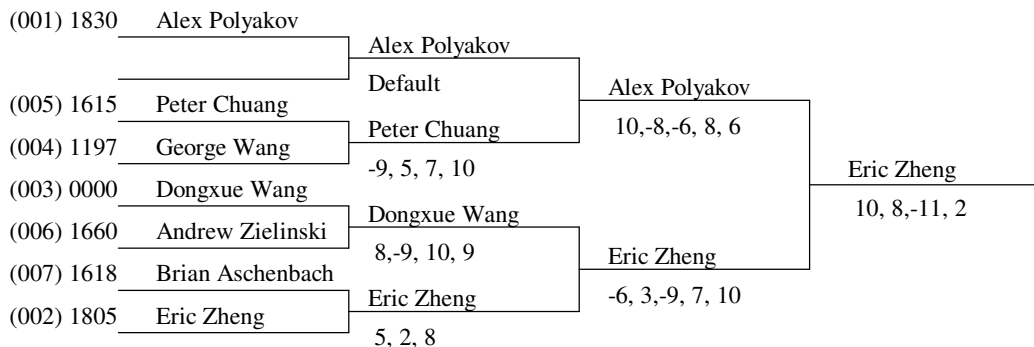 (001) 1830 Alex Polyakov
Alex Polyakov
Default
Alex Polyakov
(005) 1615 Peter Chuang
10,-8,-6, 8, 6
Peter Chuang
(004) 1197 George Wang
-9, 5, 7, 10
Eric Zheng
(003) 0000 Dongxue Wang
10, 8,-11, 2
Dongxue Wang
(006) 1660 Andrew Zielinski
8,-9, 10, 9
Eric Zheng
(007) 1618 Brian Aschenbach
-6, 3,-9, 7, 10
Eric Zheng
(002) 1805 Eric Zheng
5, 2, 8